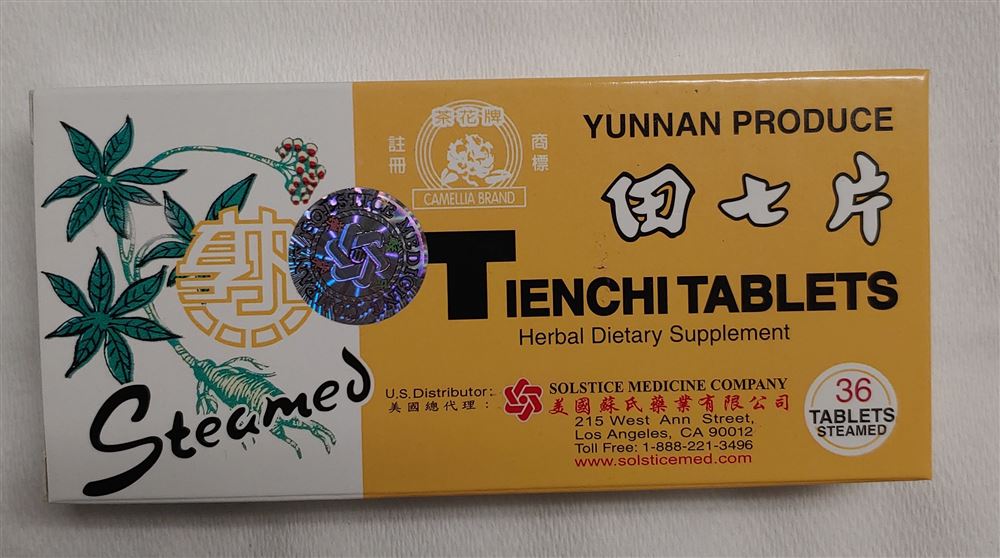 茶花牌
註冊
商標
CAMELLIA BRAND
YUNNAN PRODUCE
田七片
TIENCHI TABLETS
Herbal Dietary Supplement
熟
SOLSTICE MEDICINE
Steamed
U.S.Distributor:
美國總代理：
SOLSTICE MEDICINE COMPANY
美國蘇氏藥業有限公司
215 West Ann Street,
Los Angeles, CA 90012
Toll Free: 1-888-221-3496
www.solsticemed.com
36
TABLETS
STEAMED